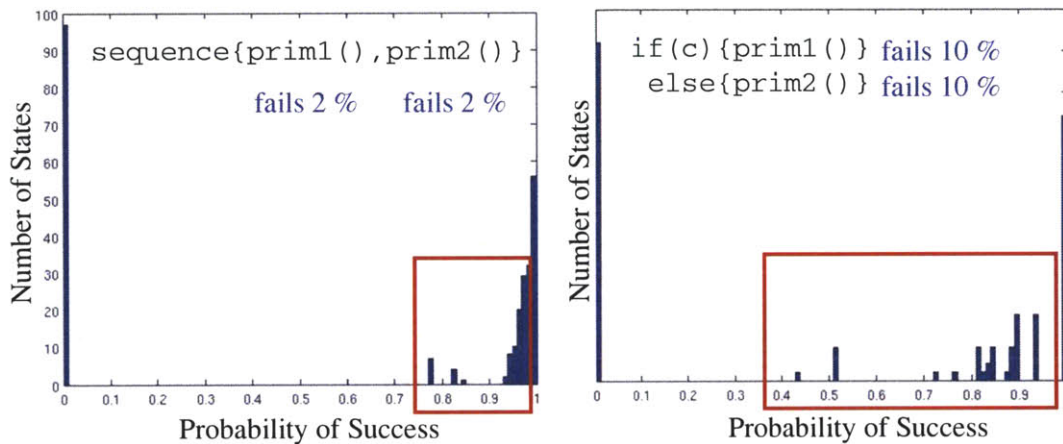 100
90
80
70
60
50
40
30
20
10
0
Number of States
sequence{prim1(),prim2()}
fails 2 % fails 2 %
0 0.1 0.2 0.3 0.4 0.5 0.6 0.7 0.8 0.9 1
Probability of Success
Number of States
if(c){prim1()} fails 10 %
else{prim2()} fails 10 %
0 0.1 0.2 0.3 0.4 0.5 0.6 0.7 0.8 0.9
Probability of Success